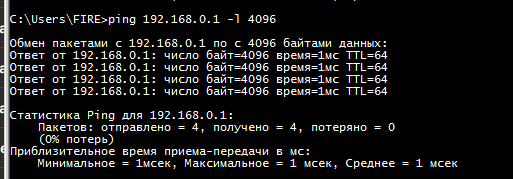 C:\Users\FIRE>ping 192.168.0.1 -l 4096
Обмен пакетами с 192.168.0.1 по с 4096 байтами данных:
Ответ от 192.168.0.1: число байт=4096 время=1мс TTL=64
Ответ от 192.168.0.1: число байт=4096 время=1мс TTL=64
Ответ от 192.168.0.1: число байт=4096 время=1мс TTL=64
Ответ от 192.168.0.1: число байт=4096 время=1мс TTL=64
Статистика Ping для 192.168.0.1:
Пакетов: отправлено = 4, получено = 4, потеряно = 0
(0% потерь)
Приблизительное время приема-передачи в мс:
Минимальное = 1мсек, Максимальное = 1 мсек, Среднее = 1 мсек